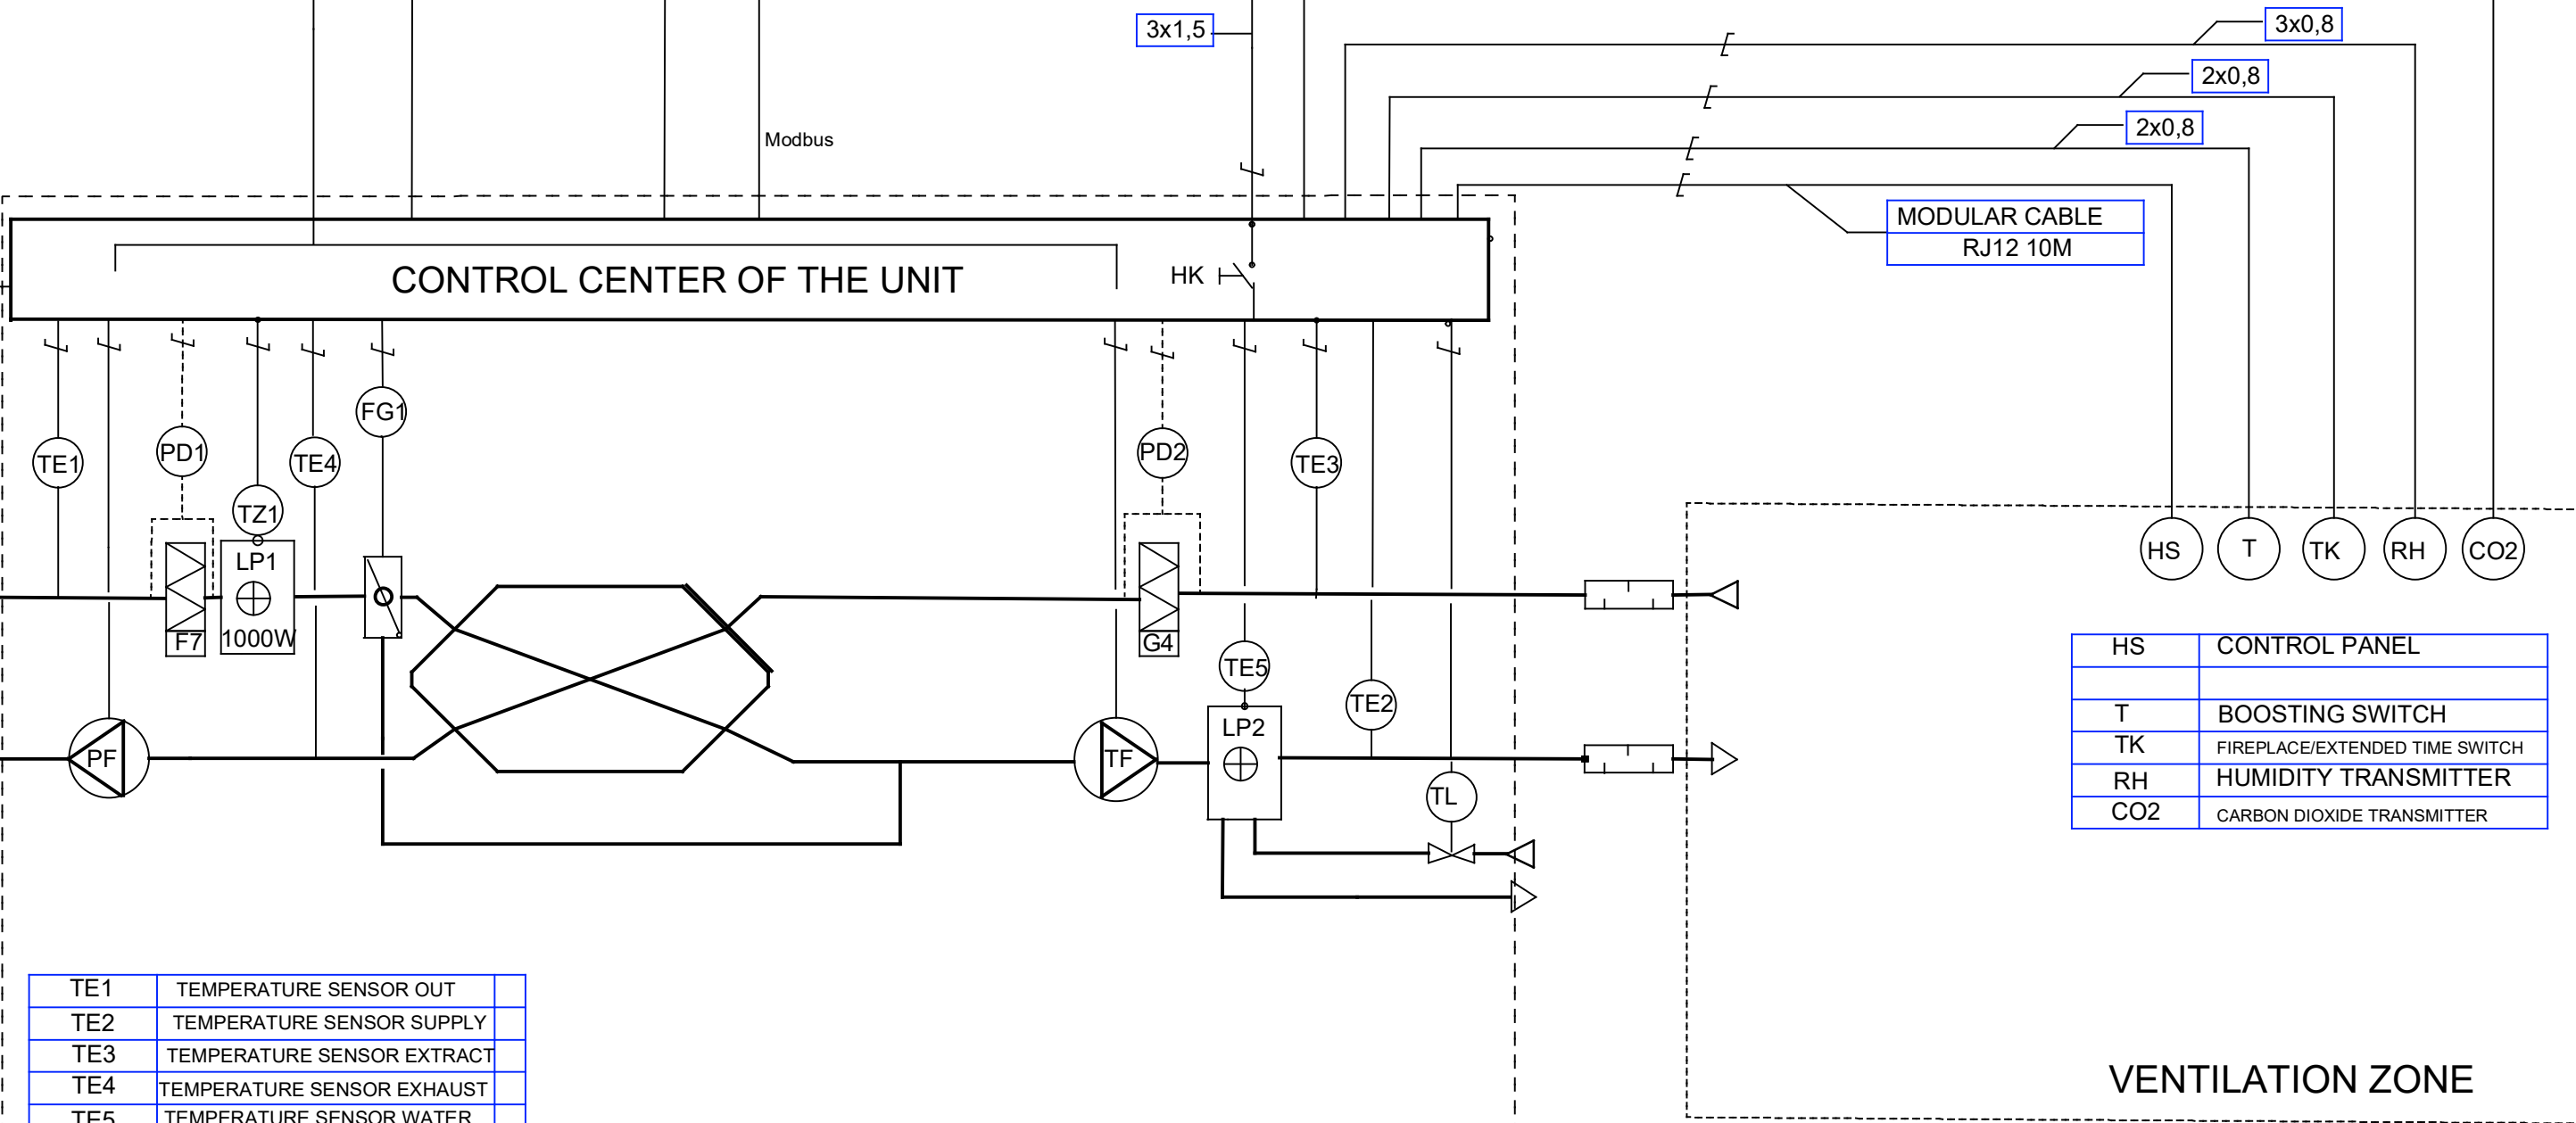 3x1,5
3x0,8
2x0,8
Modbus
2x0,8
MODULAR CABLE
RJ12 10M
CONTROL CENTER OF THE UNIT
HK
FG1
TE1
PD1
TE4
PD2
TE3
TZ1
HS
T
TK
RH
CO2
LP1
1000W
F7
G4
TE5
TE2
LP2
PF
TF
TL
HS CONTROL PANEL
T BOOSTING SWITCH
TK FIREPLACE/EXTENDED TIME SWITCH
RH HUMIDITY TRANSMITTER
CO2 CARBON DIOXIDE TRANSMITTER
TE1 TEMPERATURE SENSOR OUT
TE2 TEMPERATURE SENSOR SUPPLY
TE3 TEMPERATURE SENSOR EXTRACT
TE4 TEMPERATURE SENSOR EXHAUST
TE5 TEMPERATURE SENSOR WATER
VENTILATION ZONE